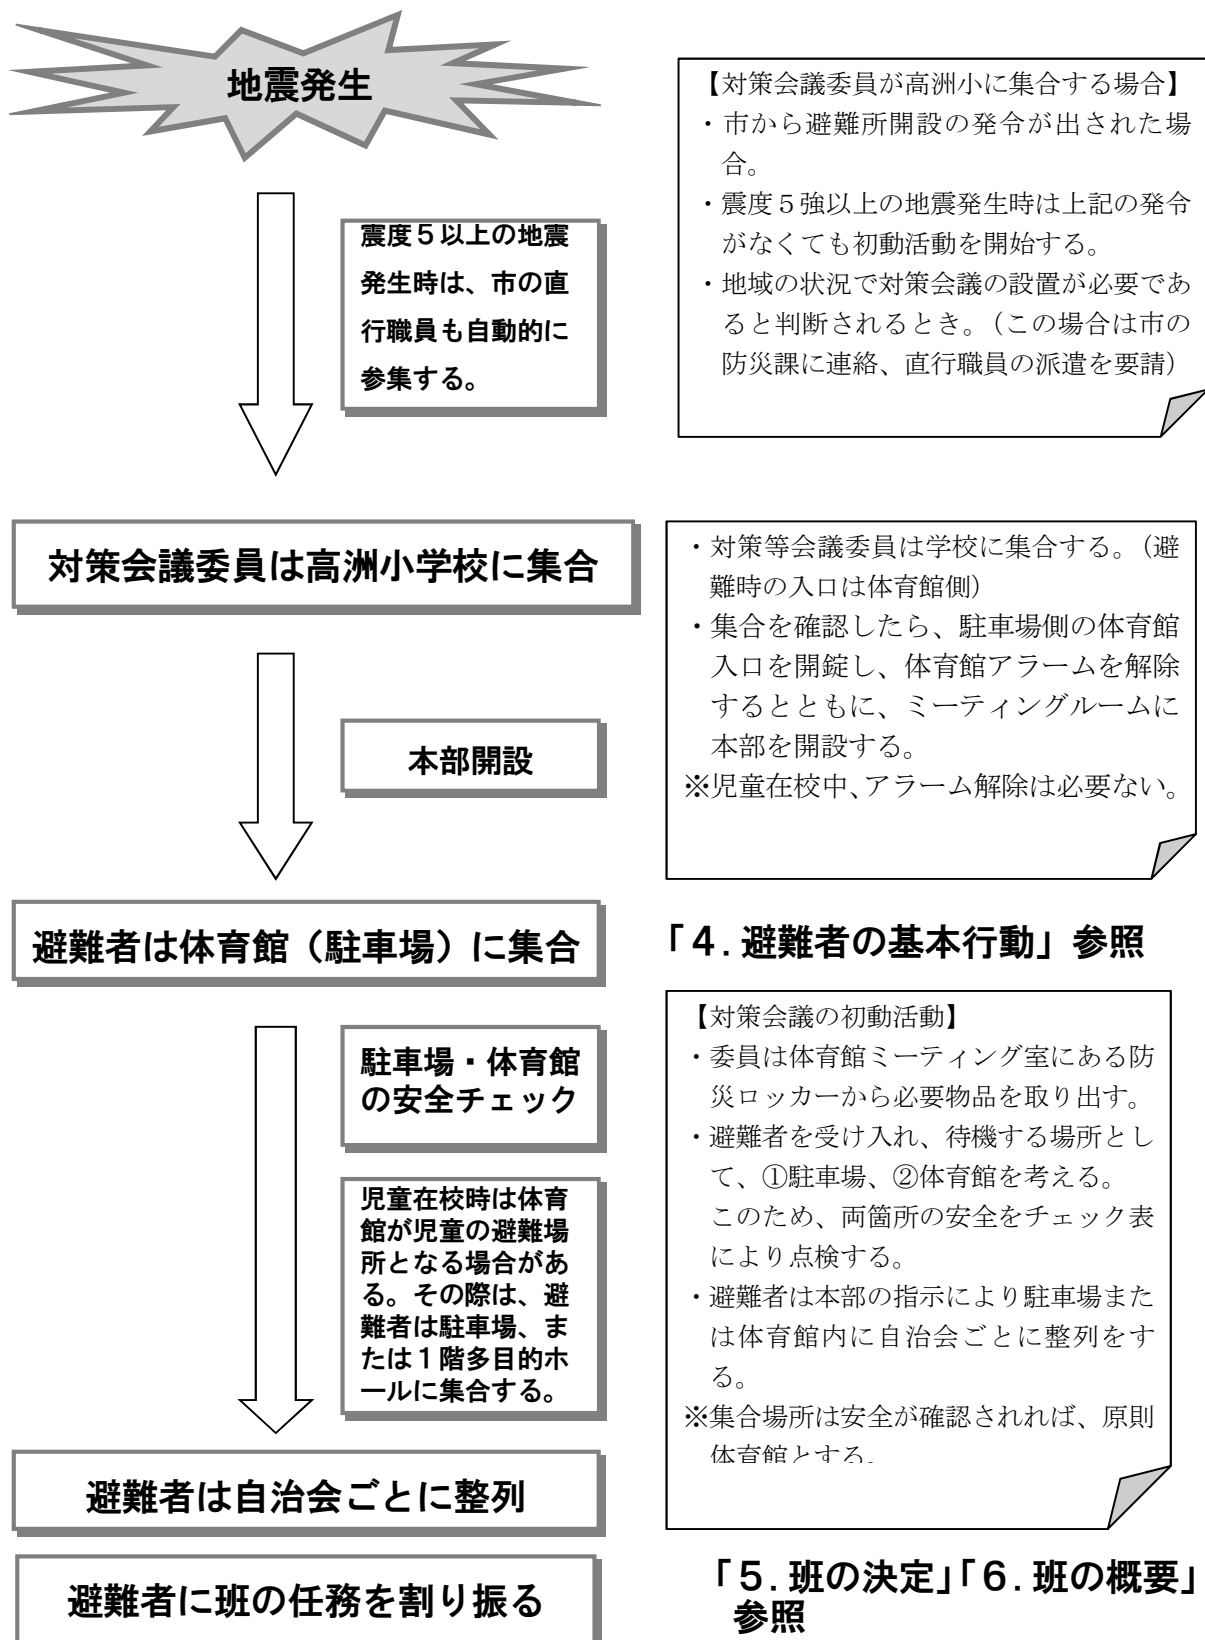 地震発生
【対策会議委員が高洲小に集合する場合】
・市から避難所開設の発令が出された場
合。
・震度５強以上の地震発生時は上記の発令
がなくても初動活動を開始する。
・地域の状況で対策会議の設置が必要であ
ると判断されるとき。（この場合は市の
防災課に連絡、直行職員の派遣を要請）
震度５以上の地震
発生時は、市の直
行職員も自動的に
参集する。
対策会議委員は高洲小学校に集合
・対策等会議委員は学校に集合する。（避
難時の入口は体育館側）
・集合を確認したら、駐車場側の体育館
入口を開錠し、体育館アラームを解除
するとともに、ミーティングルームに
本部を開設する。
※児童在校中、アラーム解除は必要ない。
本部開設
避難者は体育館（駐車場）に集合
「４．避難者の基本行動」参照
駐車場・体育館
の安全チェック
児童在校時は体育
館が児童の避難場
所となる場合があ
る。その際は、避
難者は駐車場、ま
たは１階多目的ホ
ールに集合する。
【対策会議の初動活動】
・委員は体育館ミーティング室にある防
災ロッカーから必要物品を取り出す。
・避難者を受け入れ、待機する場所とし
て、①駐車場、②体育館を考える。
このため、両箇所の安全をチェック表
により点検する。
・避難者は本部の指示により駐車場また
は体育館内に自治会ごとに整列をす
る。
※集合場所は安全が確認されれば、原則
体育館とする。
避難者は自治会ごとに整列
避難者に班の任務を割り振る
「５．班の決定」「６．班の概要」
参照